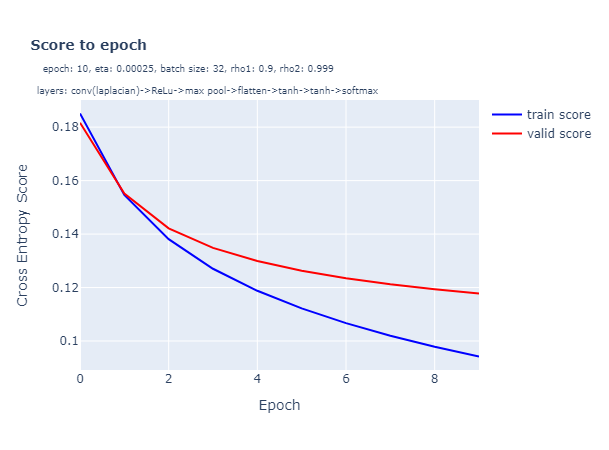 Score to epoch
epoch: 10, eta: 0.00025, batch size: 32, rho1: 0.9, rho2: 0.999
layers: conv(laplacian)->ReLu->max pool->flatten->tanh->tanh->softmax
train score
valid score
Cross Entropy Score
0.18
0.16
0.14
0.12
0.1
0 2 4 6 8
Epoch